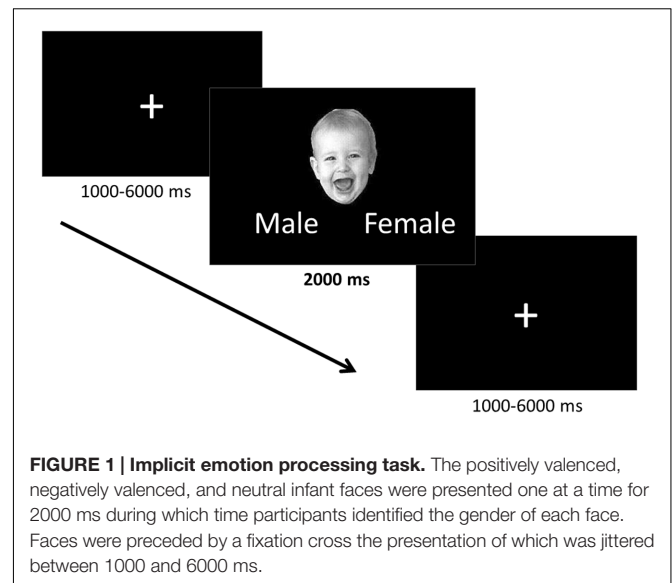 +
1000-6000 ms
Male Female
2000 ms
+
1000-6000 ms
FIGURE 1 | Implicit emotion processing task. The positively valenced,
negatively valenced, and neutral infant faces were presented one at a time for
2000 ms during which time participants identified the gender of each face.
Faces were preceded by a fixation cross the presentation of which was jittered
between 1000 and 6000 ms.